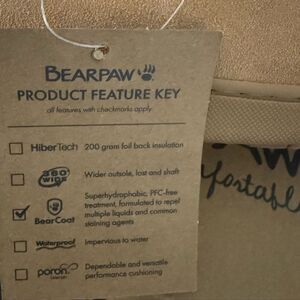 BEARPAW
PRODUCT FEATURE KEY
all features with checkmarks apply.
HiberTech 200 gram foil back insulation
360° WIDE Wider outsole, last and shaft
BearCoat Superhydrophobic, PFC-free
treatment, formulated to repel
multiple liquids and common
staining agents
Waterproof Impervious to water
poron Dependable and versatile
performance cushioning
AW
mfortable